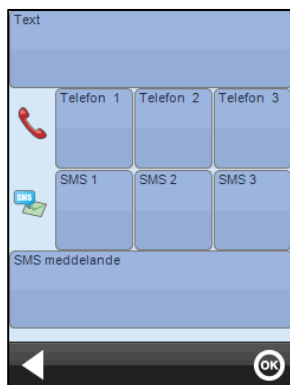 Text
Telefon 1 Telefon 2 Telefon 3
SMS 1 SMS 2 SMS 3
SMS
SMS meddelande
OK